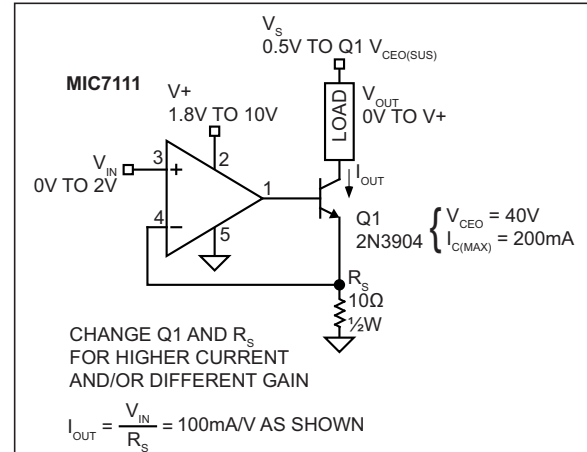 V_S
0.5V TO Q1 V_CEO(SUS)
MIC7111
V+
1.8V TO 10V
LOAD
V_OUT
0V TO V+
V_IN
0V TO 2V
3
+
2
1
I_OUT
4
−
5
Q1
2N3904
{ V_CEO = 40V
I_C(MAX) = 200mA
R_S
10Ω
½W
CHANGE Q1 AND R_S
FOR HIGHER CURRENT
AND/OR DIFFERENT GAIN
I_OUT = V_IN / R_S = 100mA/V AS SHOWN